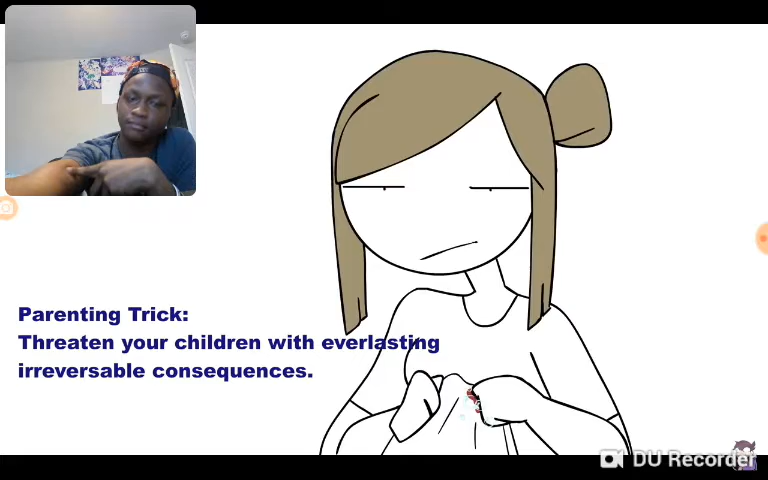 Parenting Trick:
Threaten your children with everlasting
irreversable consequences.
DU Recorder